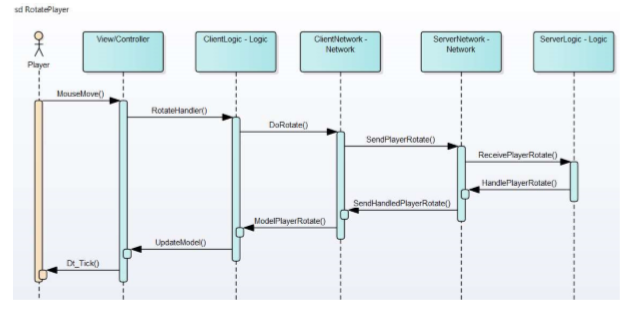 sd RotatePlayer
Player
View/Controller
ClientLogic - Logic
ClientNetwork -
Network
ServerNetwork -
Network
ServerLogic - Logic
MouseMove()
RotateHandler()
DoRotate()
SendPlayerRotate()
ReceivePlayerRotate()
HandlePlayerRotate()
SendHandledPlayerRotate()
ModelPlayerRotate()
UpdateModel()
Dt_Tick()